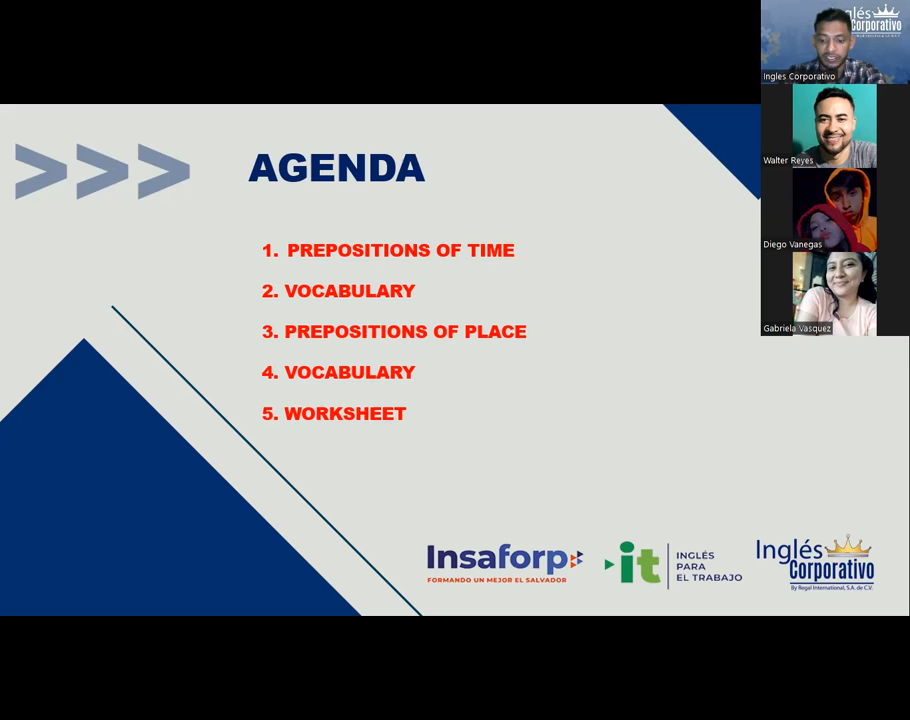 AGENDA
1. PREPOSITIONS OF TIME
2. VOCABULARY
3. PREPOSITIONS OF PLACE
4. VOCABULARY
5. WORKSHEET
Insaforp
FORMANDO UN MEJOR EL SALVADOR
it
INGLÉS
PARA
EL TRABAJO
Inglés
Corporativo
By Regal International, S.A. de C.V.
glés
Corporativo
Ingles Corporativo
Walter Reyes
Diego Vanegas
Gabriela Vasquez